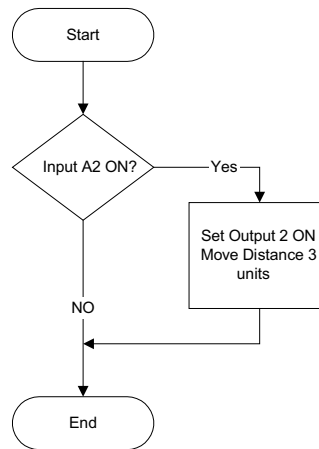 Start
Input A2 ON?
Yes
Set Output 2 ON
Move Distance 3
units
NO
End